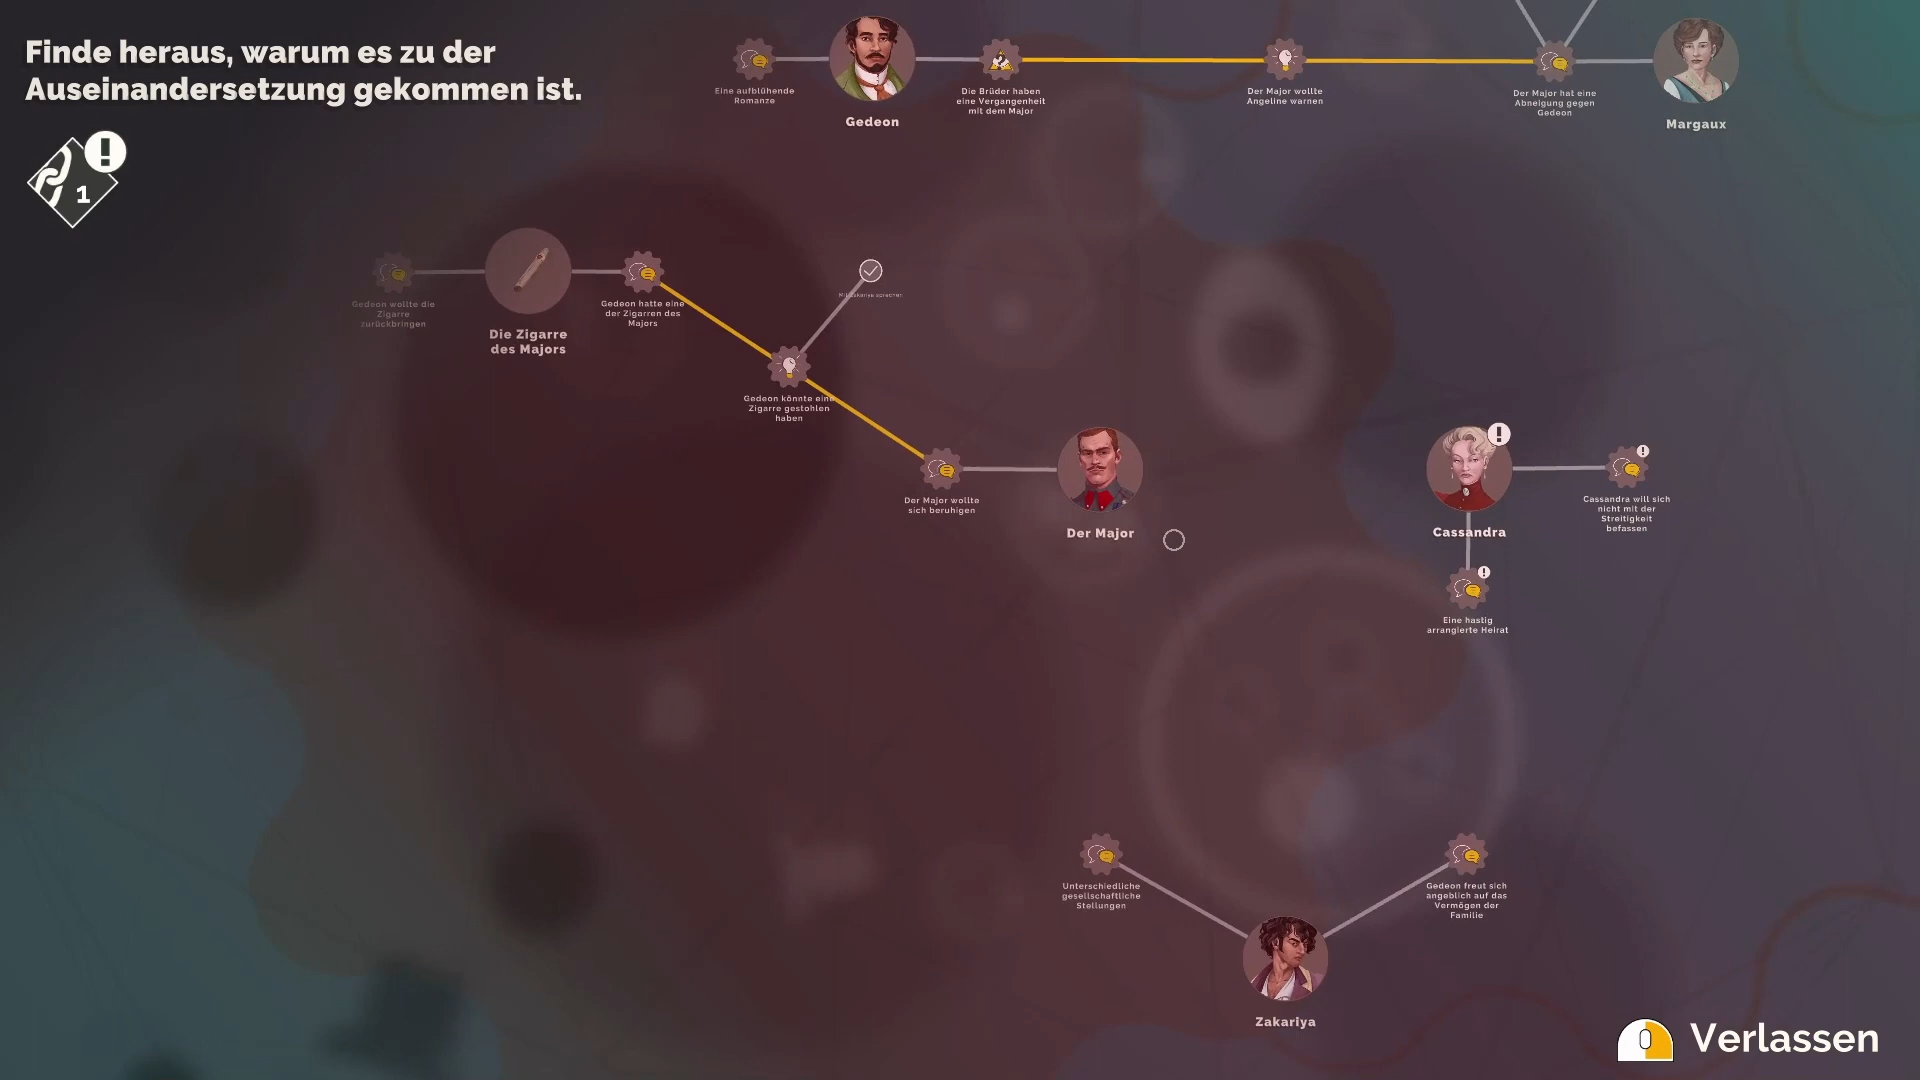 Finde heraus, warum es zu der
Auseinandersetzung gekommen ist.
1
Eine aufblühende
Romanze
Gedeon
Die Brüder haben
eine Vergangenheit
mit dem Major
Der Major wollte
Angeline warnen
Der Major hat eine
Abneigung gegen
Gedeon
Margaux
Gedeon wollte die
Zigarre
zurückbringen
Die Zigarre
des Majors
Gedeon hatte eine
der Zigarren des
Majors
Mit Zakariya sprechen
Gedeon könnte eine
Zigarre gestohlen
haben
Der Major wollte
sich beruhigen
Der Major
Cassandra
Cassandra will sich
nicht mit der
Streitigkeit
befassen
Eine hastig
arrangierte Heirat
Unterschiedliche
gesellschaftliche
Stellungen
Gedeon freut sich
angeblich auf das
Vermögen der
Familie
Zakariya
Verlassen